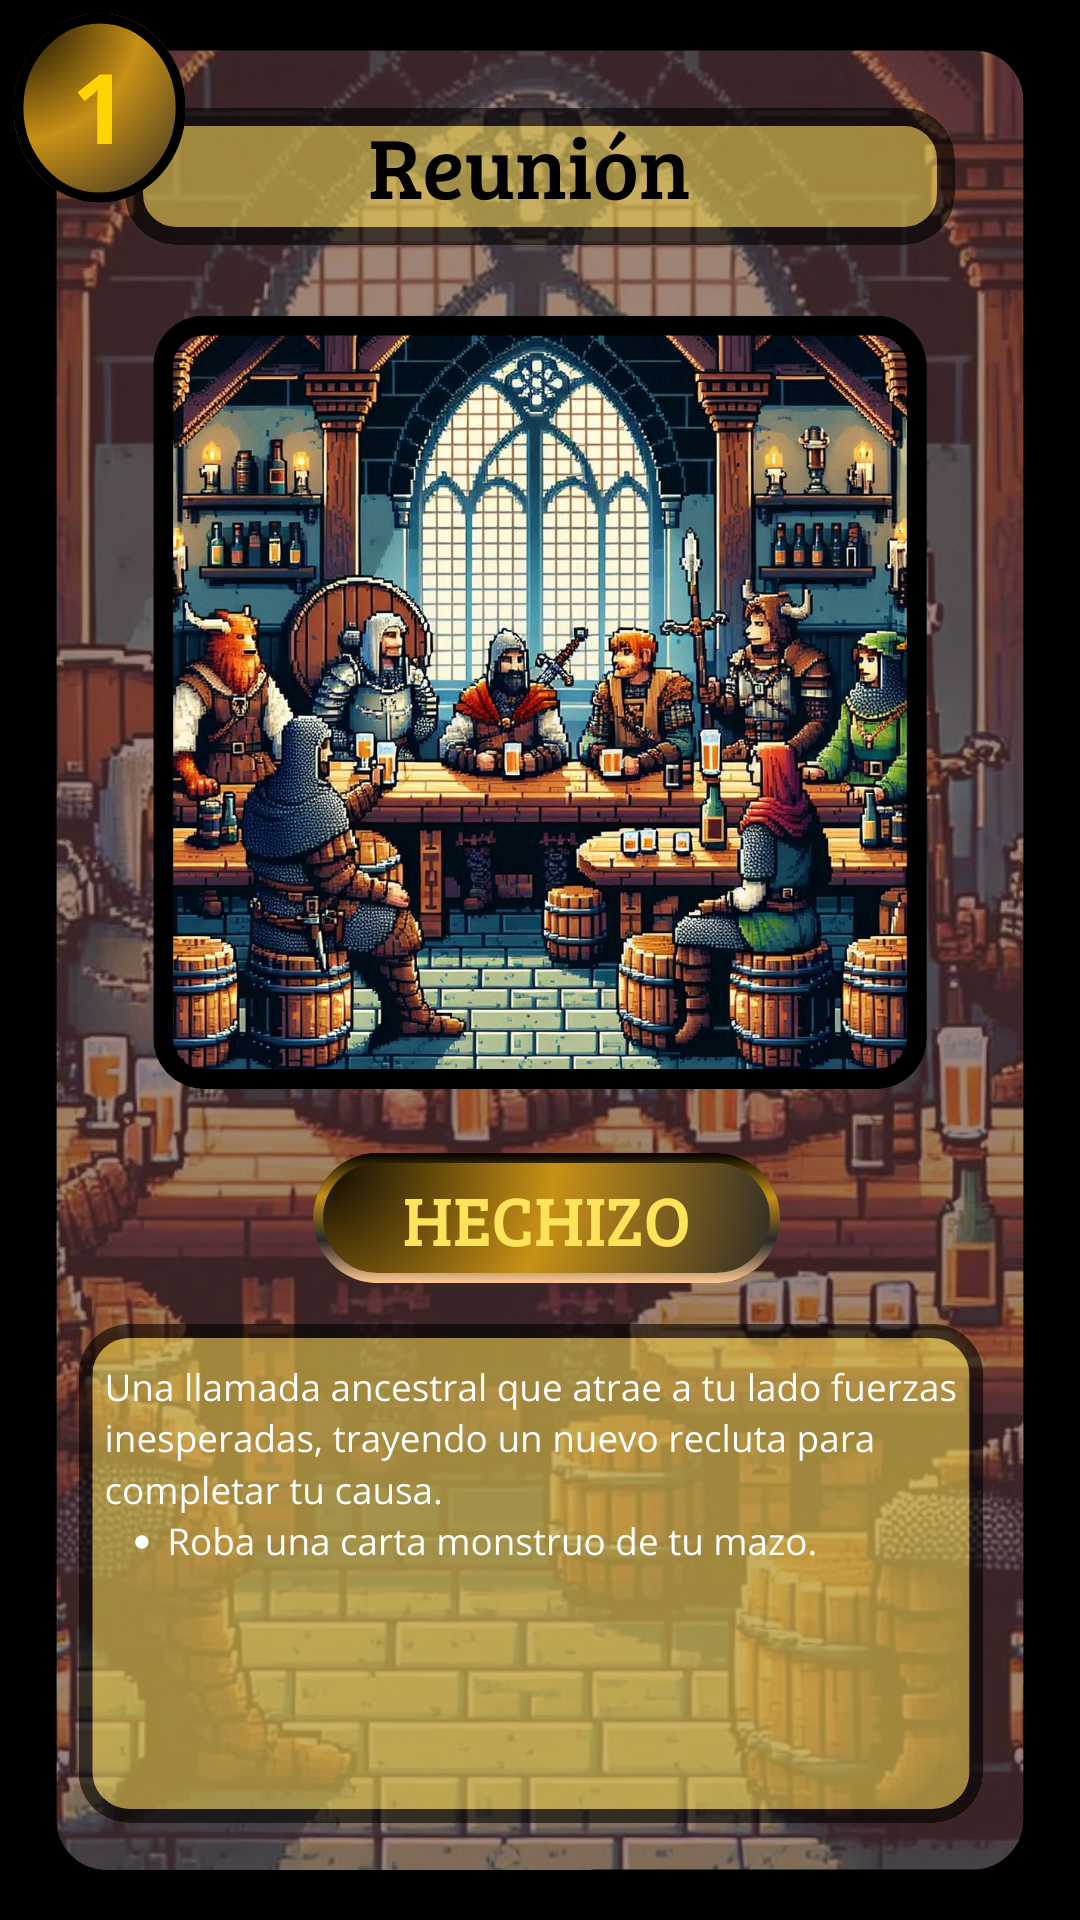 1
Reunión
HECHIZO
Una llamada ancestral que atrae a tu lado fuerzas
inesperadas, trayendo un nuevo recluta para
completar tu causa.
• Roba una carta monstruo de tu mazo.